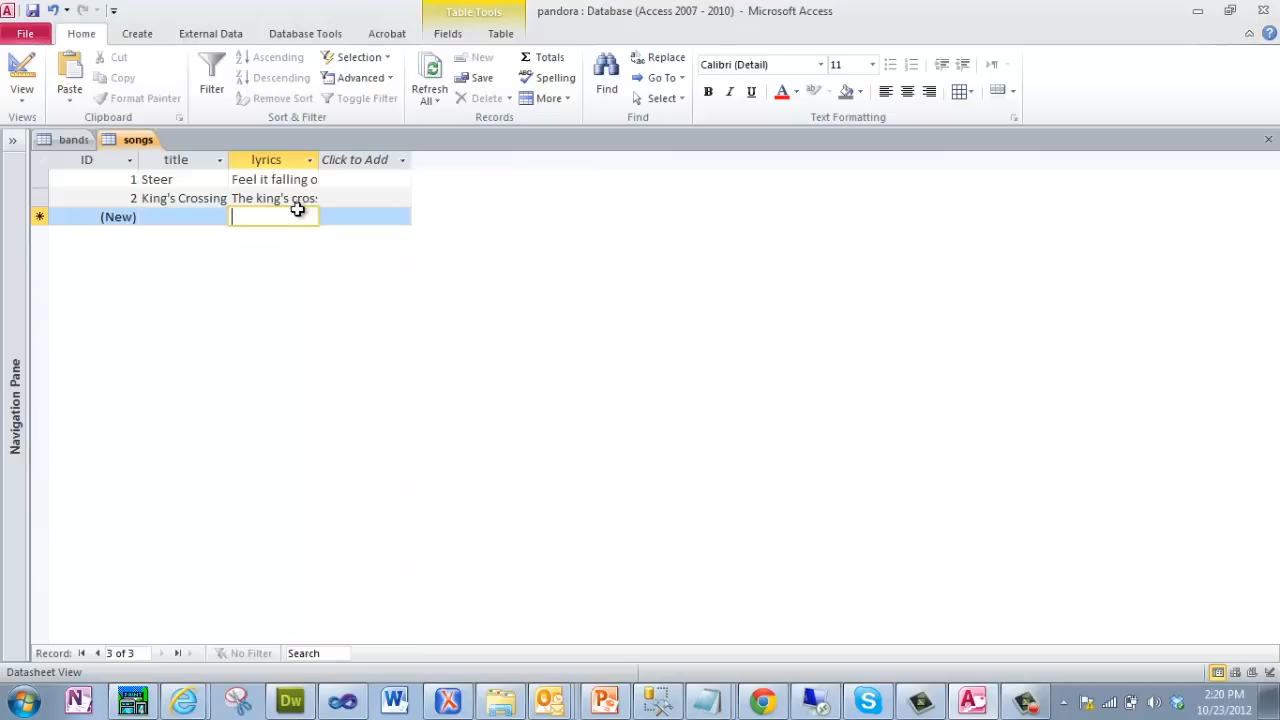 Table Tools
pandora : Database (Access 2007 - 2010) - Microsoft Access
File Home Create External Data Database Tools Acrobat Fields Table
View
Views
Paste
Cut
Copy
Format Painter
Clipboard
Filter
Ascending
Descending
Remove Sort
Selection
Advanced
Toggle Filter
Sort & Filter
Refresh
All
New
Save
Delete
Totals
Spelling
More
Records
Find
Replace
Go To
Select
Find
Calibri (Detail) 11
B I U A
Text Formatting
bands songs
ID title lyrics Click to Add
1 Steer Feel it falling o
2 King's Crossing The king's cros
(New)
Navigation Pane
Record: 3 of 3 No Filter Search
Datasheet View
Dw
2:20 PM
10/23/2012